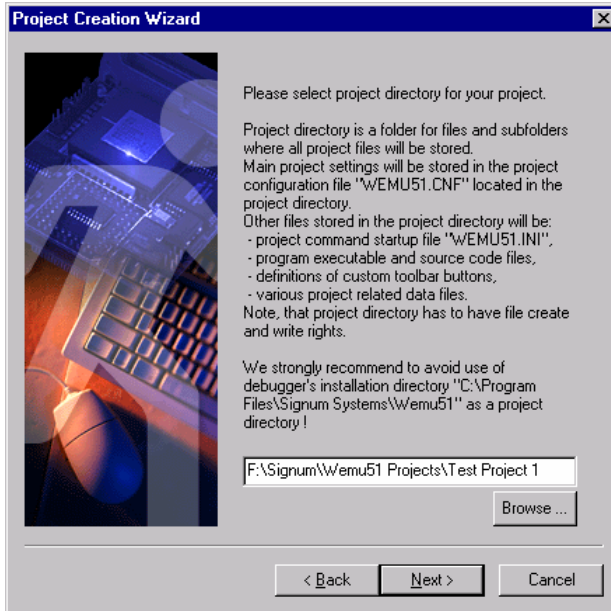 Project Creation Wizard
Please select project directory for your project.
Project directory is a folder for files and subfolders
where all project files will be stored.
Main project settings will be stored in the project
configuration file "WEMU51.CNF" located in the
project directory.
Other files stored in the project directory will be:
- project command startup file "WEMU51.INI",
- program executable and source code files,
- definitions of custom toolbar buttons,
- various project related data files.
Note, that project directory has to have file create
and write rights.
We strongly recommend to avoid use of
debugger's installation directory "C:\Program
Files\Signum Systems\Wemu51" as a project
directory !
F:\Signum\Wemu51 Projects\Test Project 1
Browse ...
< Back
Next >
Cancel